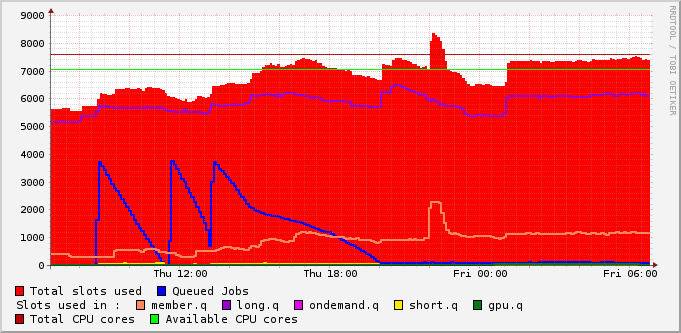 RRDTOOL / TOBI OETIKER
9000
8000
7000
6000
5000
4000
3000
2000
1000
0
Thu 12:00 Thu 18:00 Fri 00:00 Fri 06:00
Total slots used Queued Jobs
Slots used in : member.q long.q ondemand.q short.q gpu.q
Total CPU cores Available CPU cores